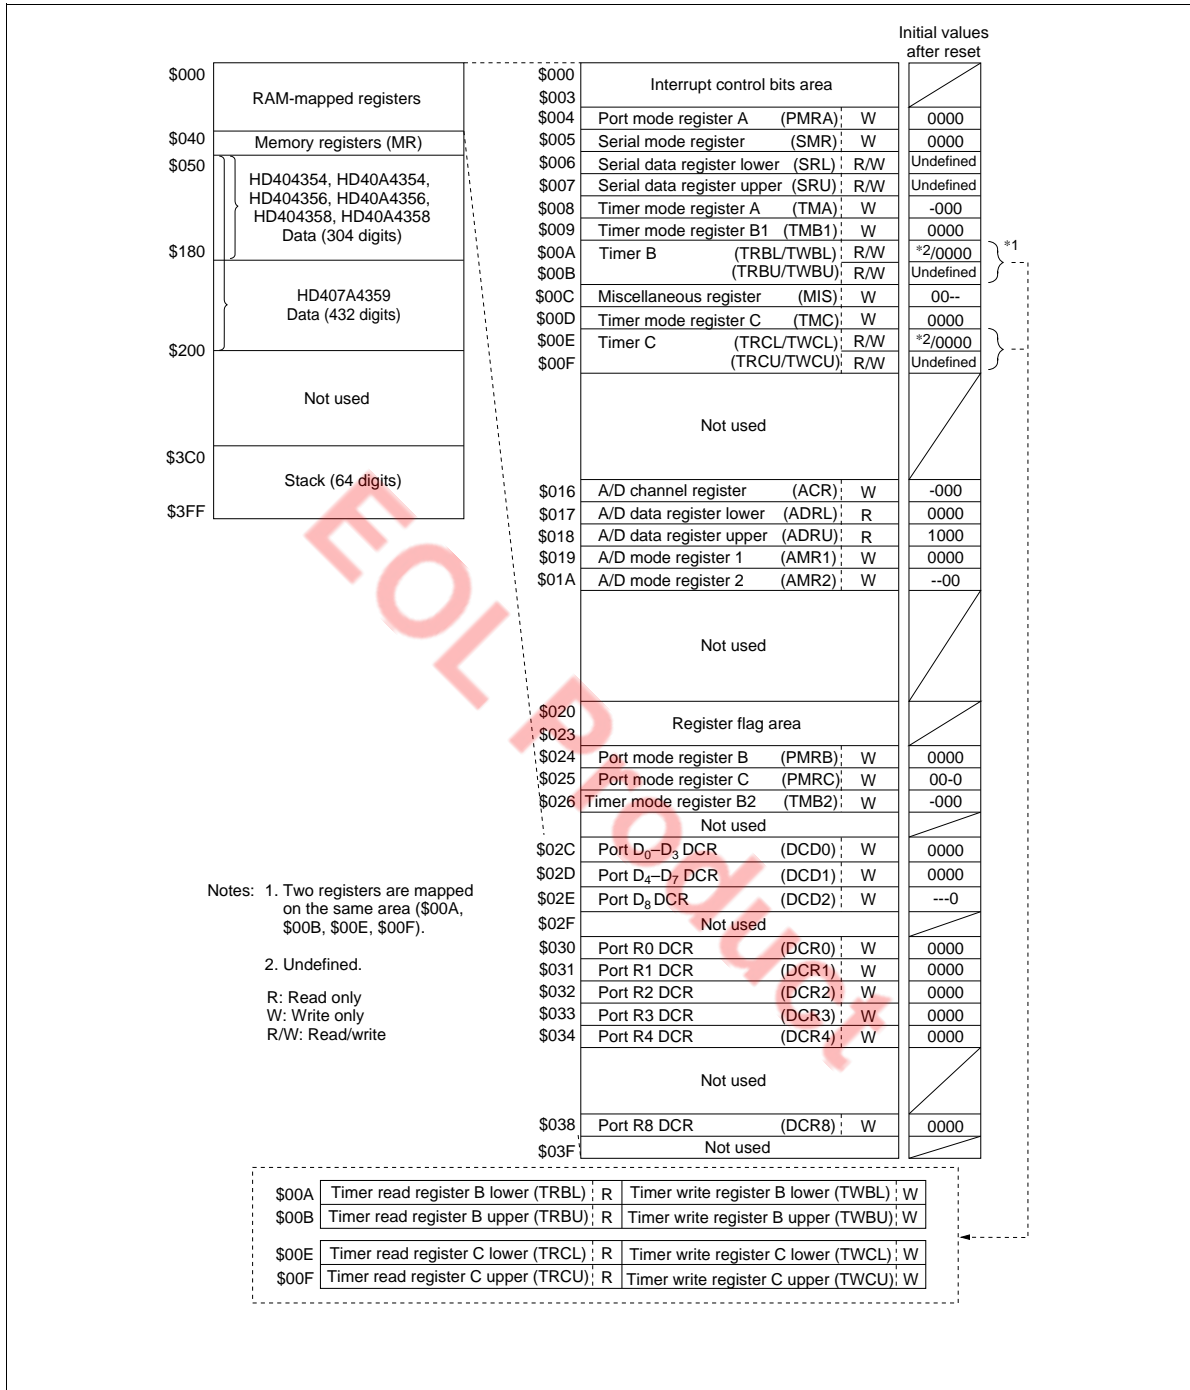 Initial values
after reset
$000
RAM-mapped registers
$040
Memory registers (MR)
$050
HD404354, HD40A4354,
HD404356, HD40A4356,
HD404358, HD40A4358
Data (304 digits)
$180
HD407A4359
Data (432 digits)
$200
Not used
$3C0
Stack (64 digits)
$3FF
$000
Interrupt control bits area
$003
$004 Port mode register A (PMRA) W 0000
$005 Serial mode register (SMR) W 0000
$006 Serial data register lower (SRL) R/W Undefined
$007 Serial data register upper (SRU) R/W Undefined
$008 Timer mode register A (TMA) W -000
$009 Timer mode register B1 (TMB1) W 0000
$00A Timer B (TRBL/TWBL) R/W *2/0000 *1
$00B (TRBU/TWBU) R/W Undefined
$00C Miscellaneous register (MIS) W 00--
$00D Timer mode register C (TMC) W 0000
$00E Timer C (TRCL/TWCL) R/W *2/0000
$00F (TRCU/TWCU) R/W Undefined
Not used
$016 A/D channel register (ACR) W -000
$017 A/D data register lower (ADRL) R 0000
$018 A/D data register upper (ADRU) R 1000
$019 A/D mode register 1 (AMR1) W 0000
$01A A/D mode register 2 (AMR2) W --00
Not used
$020
Register flag area
$023
$024 Port mode register B (PMRB) W 0000
$025 Port mode register C (PMRC) W 00-0
$026 Timer mode register B2 (TMB2) W -000
Not used
$02C Port D0–D3 DCR (DCD0) W 0000
$02D Port D4–D7 DCR (DCD1) W 0000
$02E Port D8 DCR (DCD2) W ---0
$02F Not used
$030 Port R0 DCR (DCR0) W 0000
$031 Port R1 DCR (DCR1) W 0000
$032 Port R2 DCR (DCR2) W 0000
$033 Port R3 DCR (DCR3) W 0000
$034 Port R4 DCR (DCR4) W 0000
Not used
$038 Port R8 DCR (DCR8) W 0000
$03F Not used
Notes: 1. Two registers are mapped
on the same area ($00A,
$00B, $00E, $00F).
2. Undefined.
R: Read only
W: Write only
R/W: Read/write
$00A Timer read register B lower (TRBL) R Timer write register B lower (TWBL) W
$00B Timer read register B upper (TRBU) R Timer write register B upper (TWBU) W
$00E Timer read register C lower (TRCL) R Timer write register C lower (TWCL) W
$00F Timer read register C upper (TRCU) R Timer write register C upper (TWCU) W
EOL Product